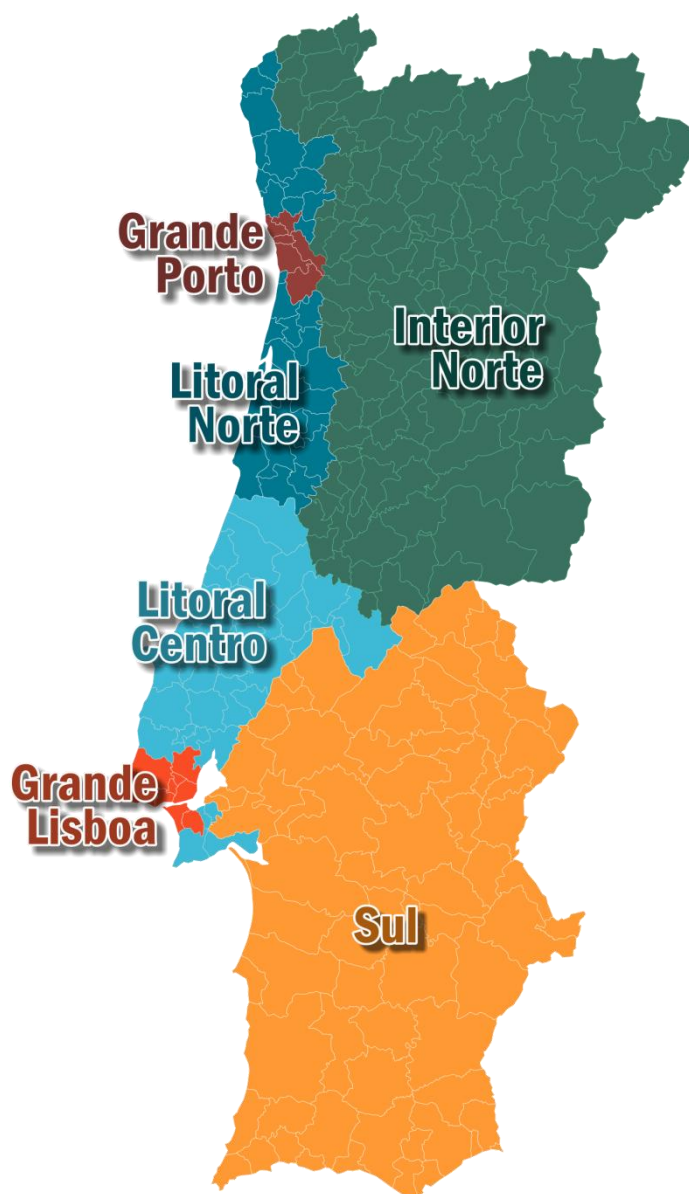 Grande
Porto
Interior
Norte
Litoral
Norte
Litoral
Centro
Grande
Lisboa
Sul